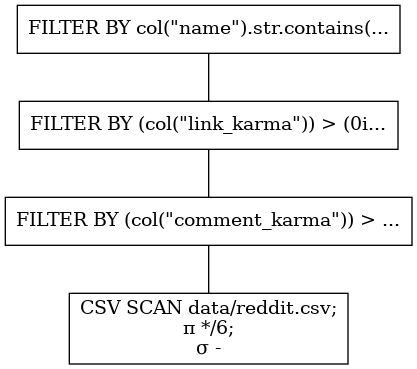 FILTER BY col("name").str.contains(...
FILTER BY (col("link_karma")) > (0i...
FILTER BY (col("comment_karma")) > ...
CSV SCAN data/reddit.csv;
π */6;
σ -